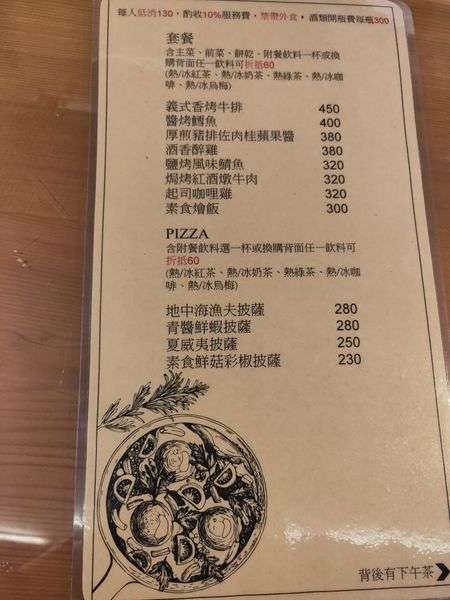 每人低消130，酌收10%服務費，禁帶外食，酒類開瓶費每瓶300
套餐
含主菜、前菜、餅乾、附餐飲料一杯或換
購背面任一飲料可折抵60
(熱/冰紅茶、熱/冰奶茶、熱綠茶、熱/冰咖
啡、熱/冰烏梅)
義式香烤牛排 450
醬烤鱈魚 400
厚煎豬排佐肉桂蘋果醬 380
酒香醉雞 380
鹽烤風味鯖魚 320
焗烤紅酒燉牛肉 320
起司咖哩雞 320
素食燴飯 300
PIZZA
含附餐飲料選一杯或換購背面任一飲料可
折抵60
(熱/冰紅茶、熱/冰奶茶、熱綠茶、熱/冰咖
啡、熱/冰烏梅)
地中海漁夫披薩 280
青醬鮮蝦披薩 280
夏威夷披薩 250
素食鮮菇彩椒披薩 230
背後有下午茶